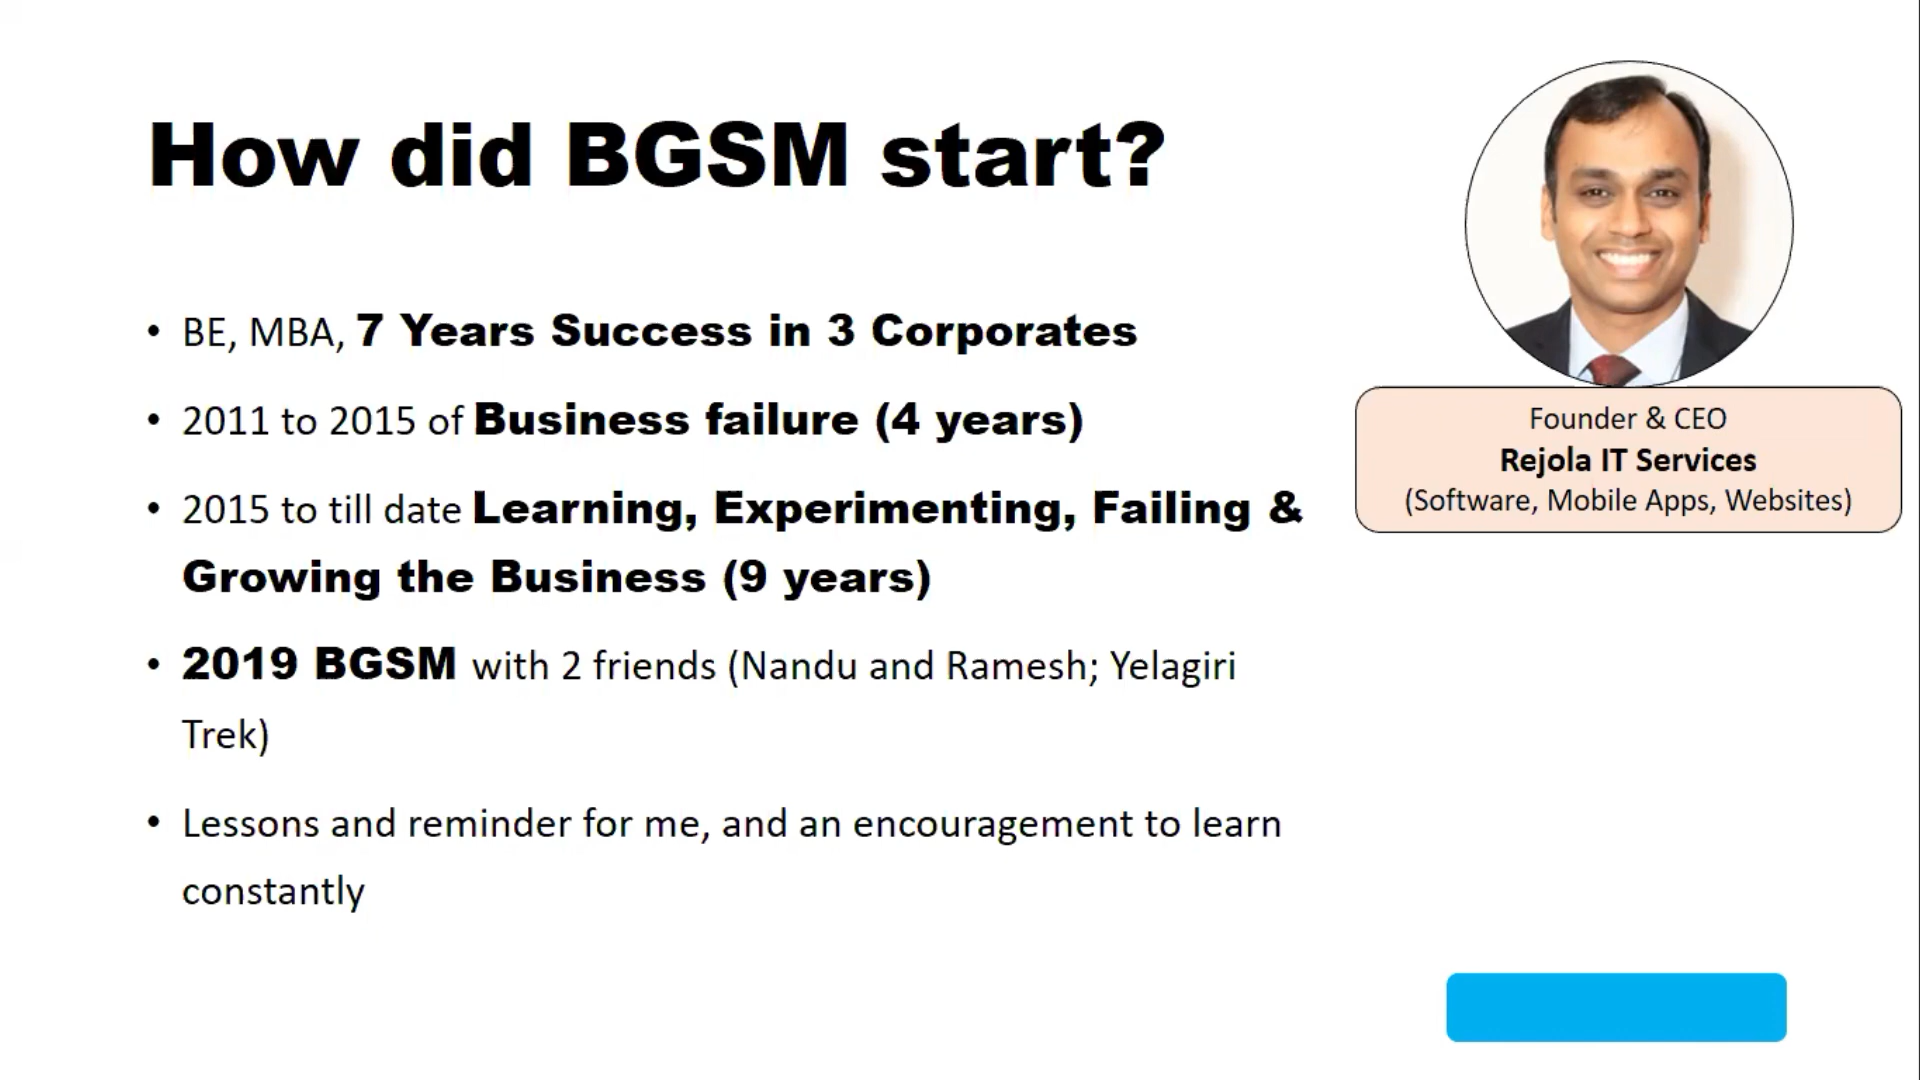 How did BGSM start?
• BE, MBA, 7 Years Success in 3 Corporates
• 2011 to 2015 of Business failure (4 years)
• 2015 to till date Learning, Experimenting, Failing &
Growing the Business (9 years)
• 2019 BGSM with 2 friends (Nandu and Ramesh; Yelagiri
Trek)
• Lessons and reminder for me, and an encouragement to learn
constantly
Founder & CEO
Rejola IT Services
(Software, Mobile Apps, Websites)